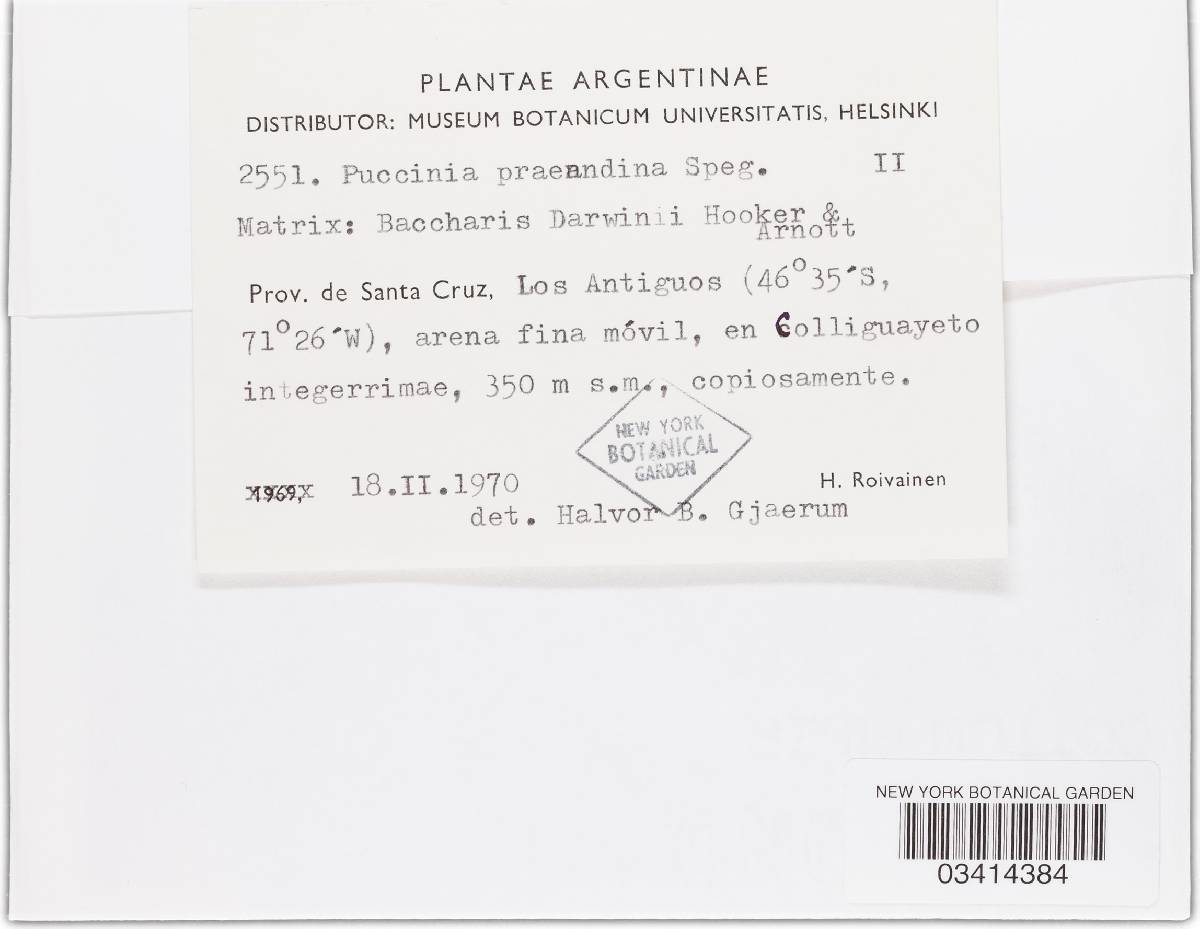 PLANTAE ARGENTINAE
DISTRIBUTOR: MUSEUM BOTANICUM UNIVERSITATIS, HELSINKI
2551. Puccinia praeandina Speg. II
Matrix: Baccharis Darwinii Hooker &
Arnott
Prov. de Santa Cruz, Los Antiguos (46°35´S,
71°26´W), arena fina móvil, en Colliguayeto
integerrimae, 350 m s.m., copiosamente.
NEW YORK
BOTANICAL
GARDEN
1969, 18.II.1970
H. Roivainen
det. Halvor B. Gjaerum
NEW YORK BOTANICAL GARDEN
03414384